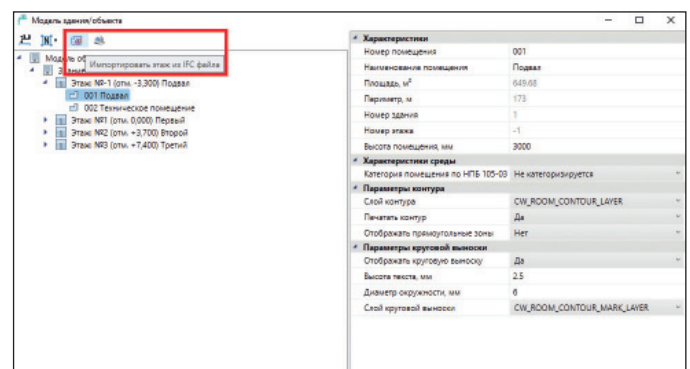 Модель здания/объекта
Импортировать этаж из IFC файла
Модель об
Здание
Этаж №-1 (отм. -3,300) Подвал
001 Подвал
002 Техническое помещение
Этаж №1 (отм. 0,000) Первый
Этаж №2 (отм. +3,700) Второй
Этаж №3 (отм. +7,400) Третий
Характеристики
Номер помещения 001
Наименование помещения Подвал
Площадь, м² 649.68
Периметр, м 173
Номер здания 1
Номер этажа -1
Высота помещения, мм 3000
Характеристики среды
Категория помещения по НПБ 105-03 Не категорируется
Параметры контура
Слой контура CW_ROOM_CONTOUR_LAYER
Печатать контур Да
Отображать прямоугольные зоны Нет
Параметры круговой выноски
Отображать круговую выноску Да
Высота текста, мм 2.5
Диаметр окружности, мм 6
Слой круговой выноски CW_ROOM_CONTOUR_MARK_LAYER